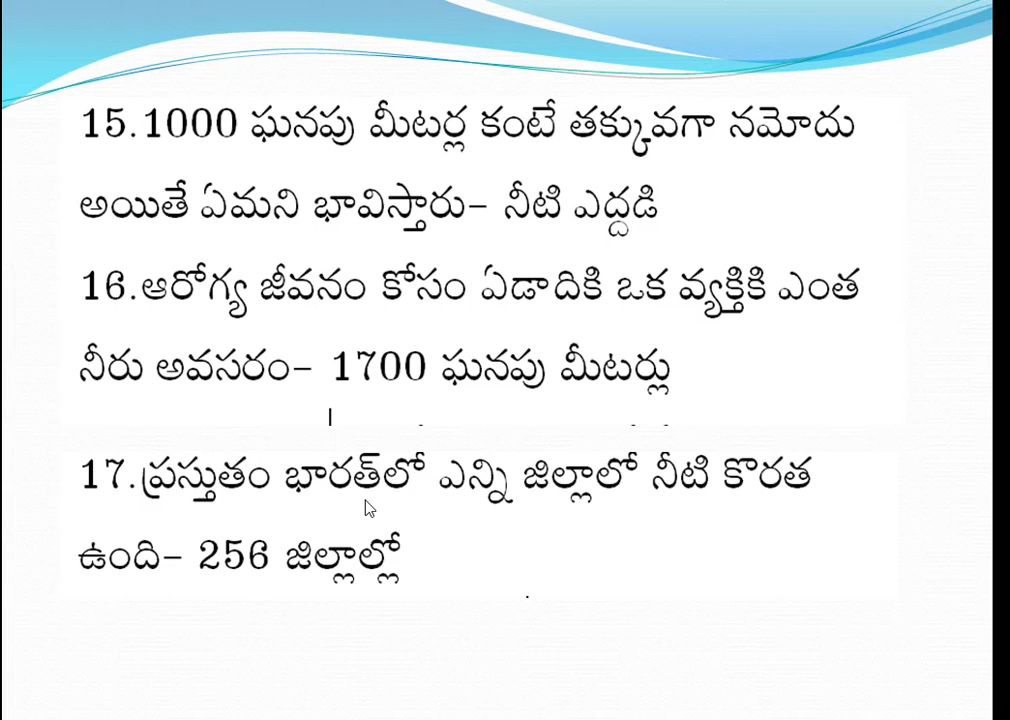 15.1000 ఘనపు మీటర్ల కంటే తక్కువగా నమోదు
అయితే ఏమని భావిస్తారు- నీటి ఎద్దడి
16.ఆరోగ్య జీవనం కోసం ఏడాదికి ఒక వ్యక్తికి ఎంత
నీరు అవసరం- 1700 ఘనపు మీటర్లు
17.ప్రస్తుతం భారత్‌లో ఎన్ని జిల్లాలో నీటి కొరత
ఉంది- 256 జిల్లాల్లో